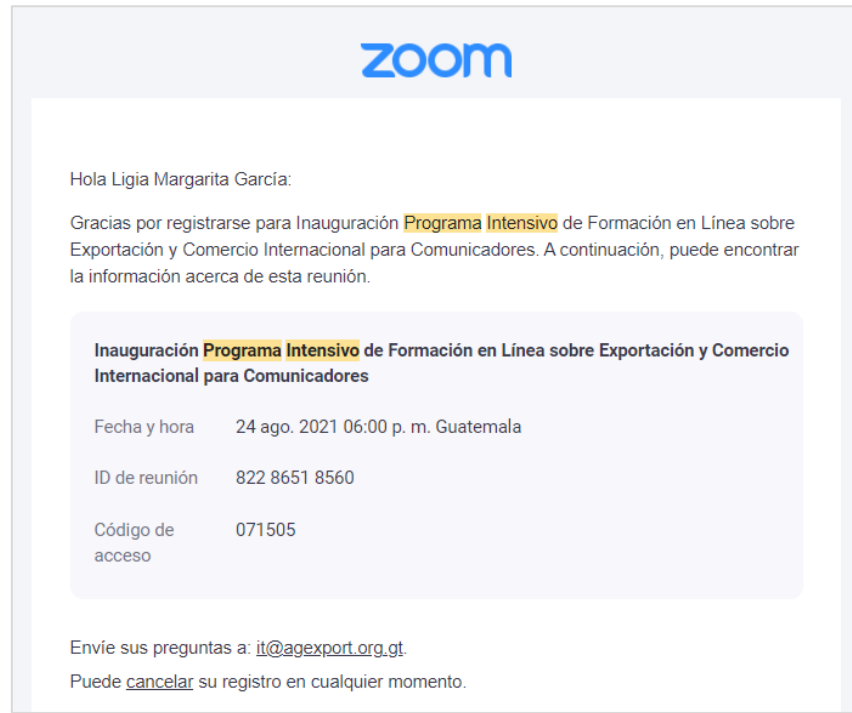 zoom
Hola Ligia Margarita García:
Gracias por registrarse para Inauguración Programa Intensivo de Formación en Línea sobre
Exportación y Comercio Internacional para Comunicadores. A continuación, puede encontrar
la información acerca de esta reunión.
Inauguración Programa Intensivo de Formación en Línea sobre Exportación y Comercio
Internacional para Comunicadores
Fecha y hora 24 ago. 2021 06:00 p. m. Guatemala
ID de reunión 822 8651 8560
Código de acceso 071505
Envíe sus preguntas a: it@agexport.org.gt.
Puede cancelar su registro en cualquier momento.